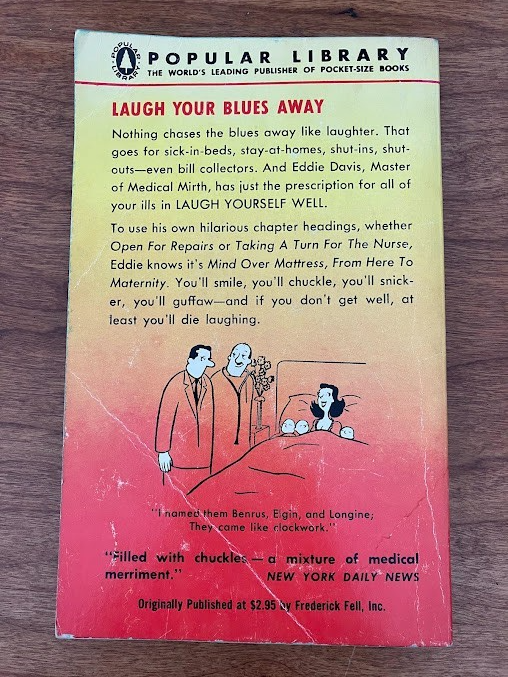 POPULAR LIBRARY
POPULAR LIBRARY
THE WORLD'S LEADING PUBLISHER OF POCKET-SIZE BOOKS
LAUGH YOUR BLUES AWAY
Nothing chases the blues away like laughter. That
goes for sick-in-beds, stay-at-homes, shut-ins, shut-
outs—even bill collectors. And Eddie Davis, Master
of Medical Mirth, has just the prescription for all of
your ills in LAUGH YOURSELF WELL.
To use his own hilarious chapter headings, whether
Open For Repairs or Taking A Turn For The Nurse,
Eddie knows it's Mind Over Mattress, From Here To
Maternity. You'll smile, you'll chuckle, you'll snick-
er, you'll guffaw—and if you don't get well, at
least you'll die laughing.
"I named them Benrus, Elgin, and Longine;
They came like clockwork."
"Filled with chuckles—a mixture of medical
merriment." NEW YORK DAILY NEWS
Originally Published at $2.95 by Frederick Fell, Inc.